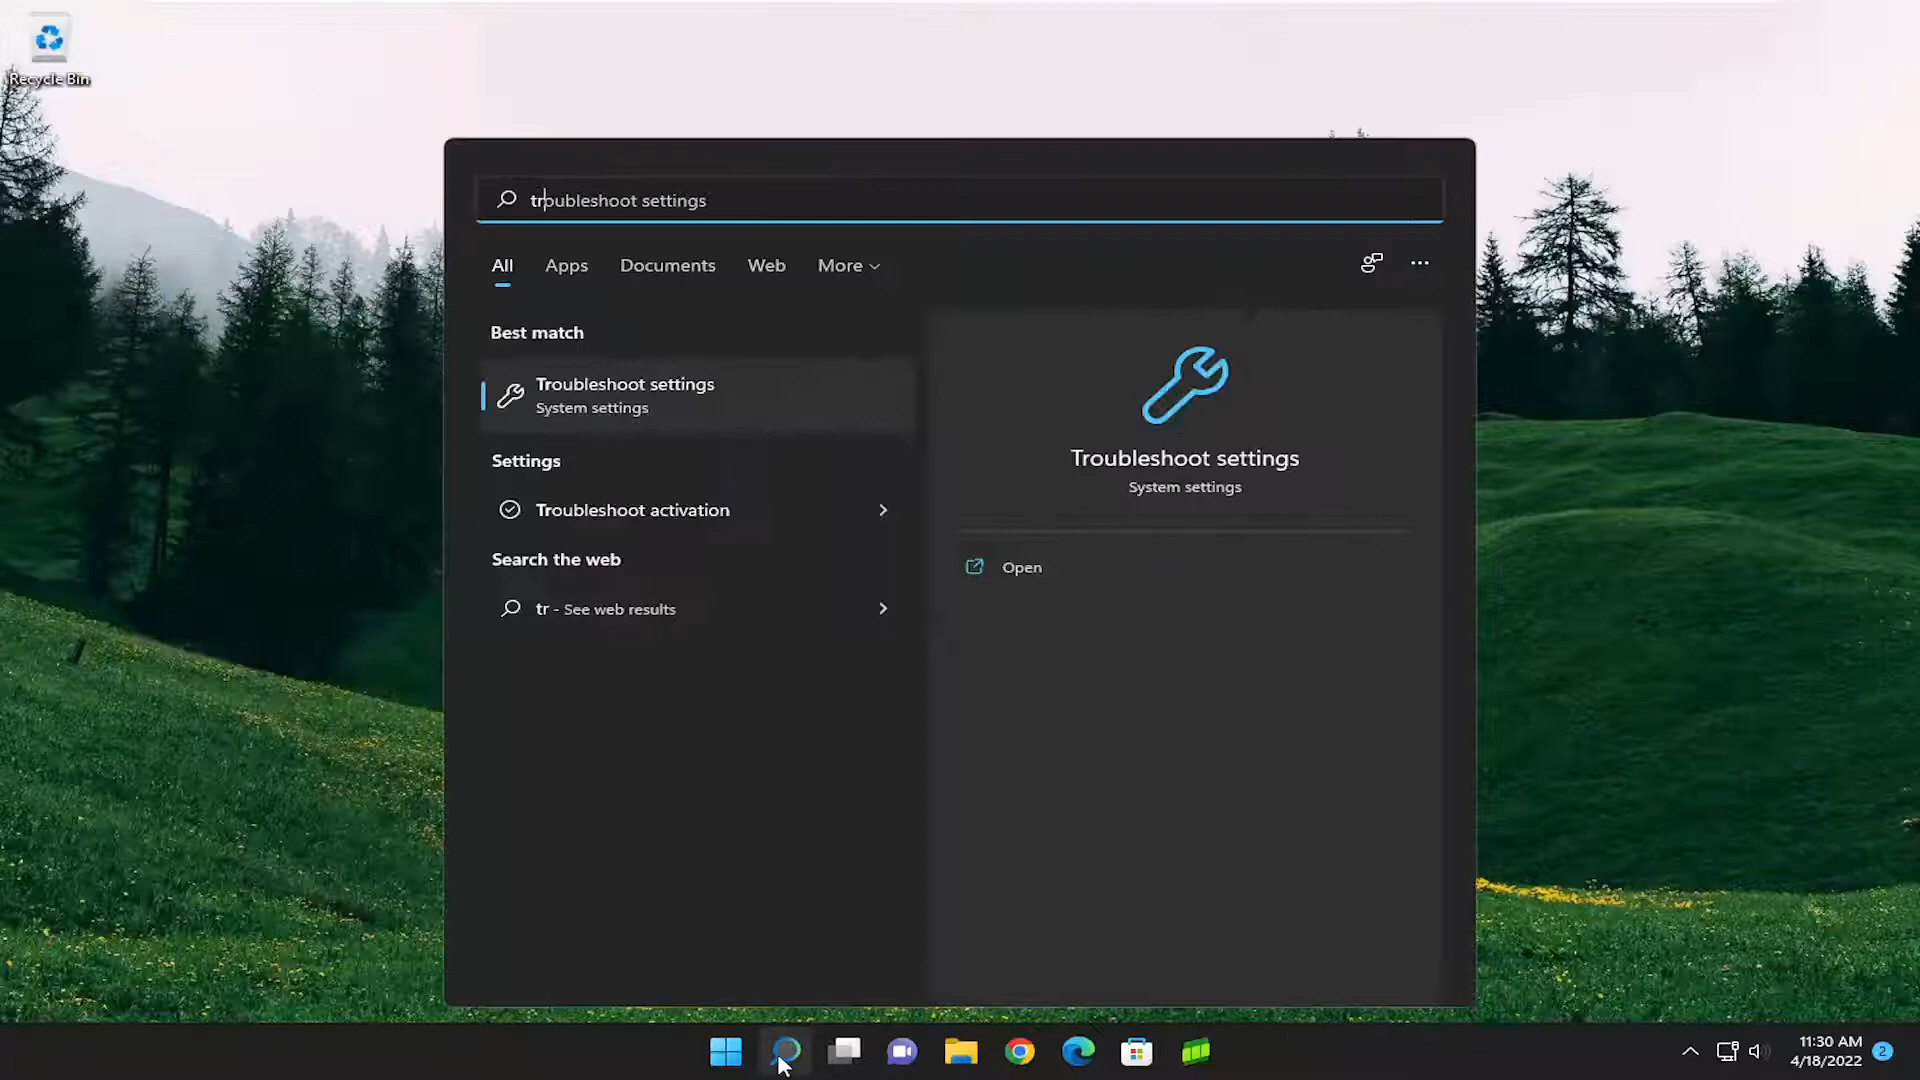 Recycle Bin
troubleshoot settings
All Apps Documents Web More
Best match
Troubleshoot settings
System settings
Settings
Troubleshoot activation
Search the web
tr - See web results
Troubleshoot settings
System settings
Open
11:30 AM
4/18/2022
2